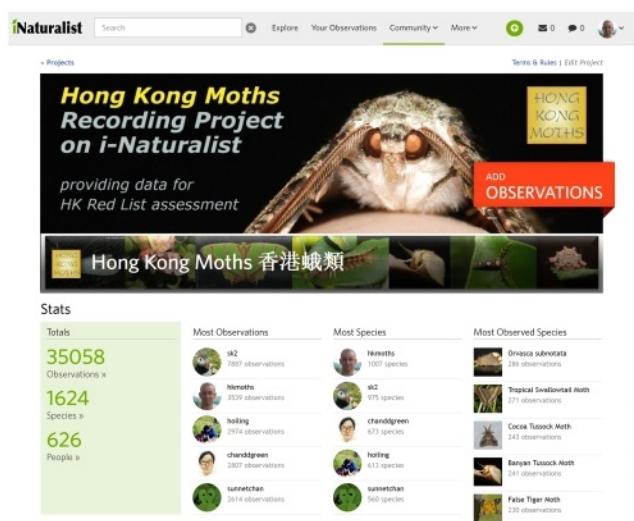 iNaturalist
Search
Explore
Your Observations
Community
More
0
0
« Projects
Terms & Rules | Edit Project
Hong Kong Moths
Recording Project
on i-Naturalist
HONG
KONG
MOTHS
providing data for
HK Red List assessment
ADD
OBSERVATIONS
HONG
KONG
MOTHS
Hong Kong Moths 香港蛾類
Stats
Totals
35058
Observations »
1624
Species »
626
People »
Most Observations
sk2
7887 observations
hkmoths
3539 observations
hoiling
2974 observations
chanddgreen
2807 observations
sunnetchan
2614 observations
Most Species
hkmoths
1007 species
sk2
975 species
chanddgreen
673 species
hoiling
613 species
sunnetchan
560 species
Most Observed Species
Orvasca subnotata
286 observations
Tropical Swallowtail Moth
271 observations
Cocoa Tussock Moth
243 observations
Banyan Tussock Moth
241 observations
False Tiger Moth
230 observations